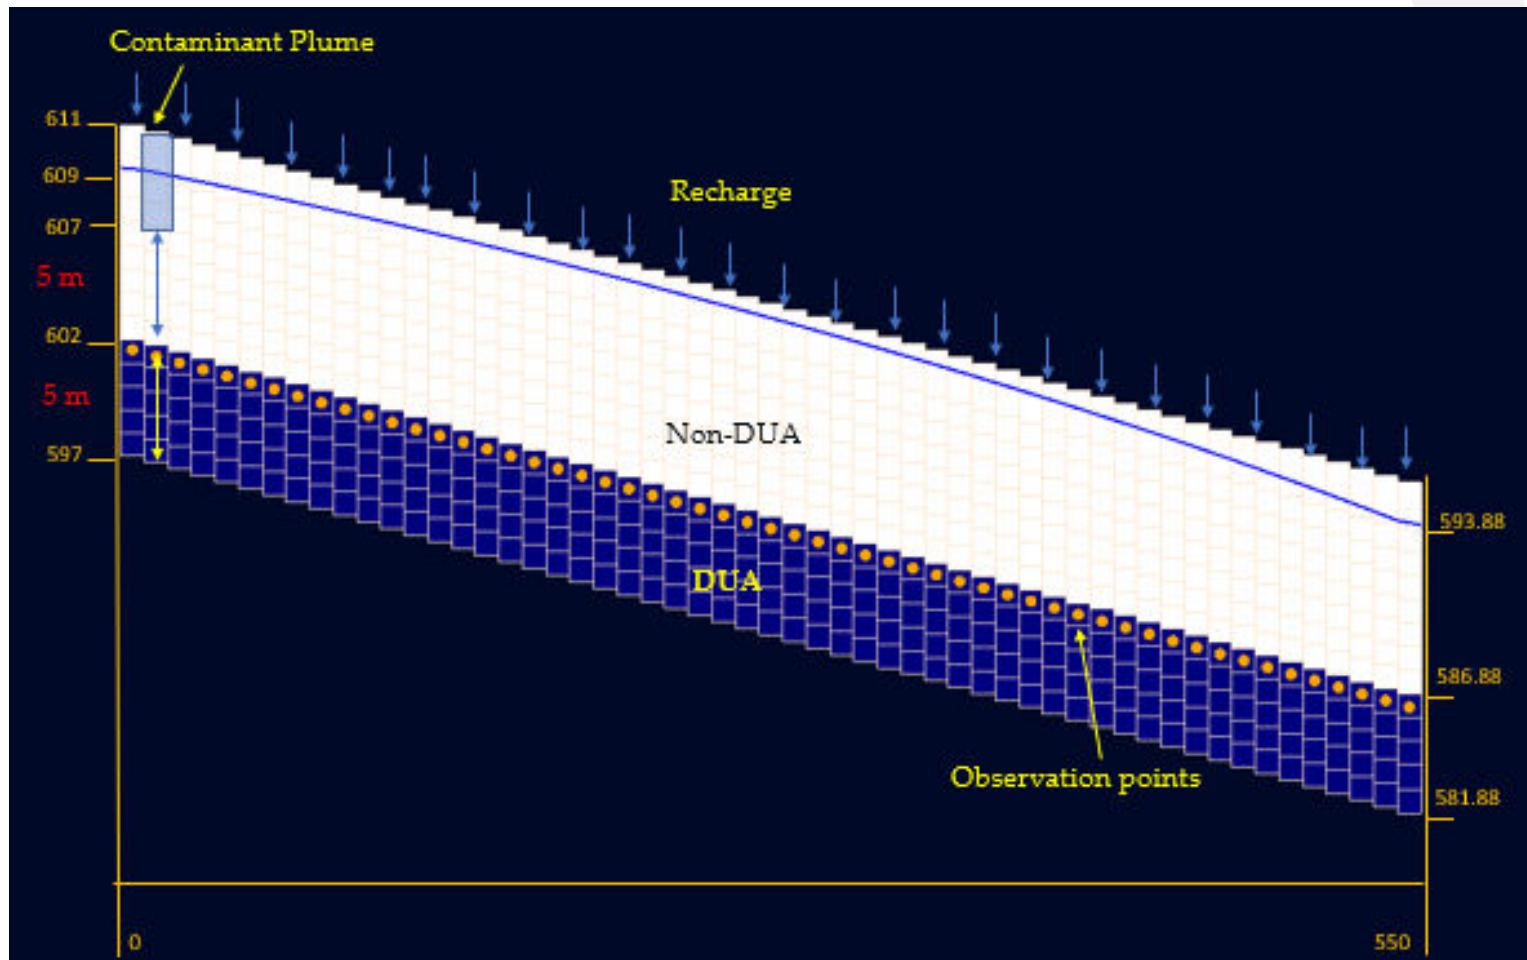 Contaminant Plume
611
609
Recharge
607
5 m
602
5 m
Non-DUA
597
593.88
DUA
586.88
Observation points
581.88
0
550